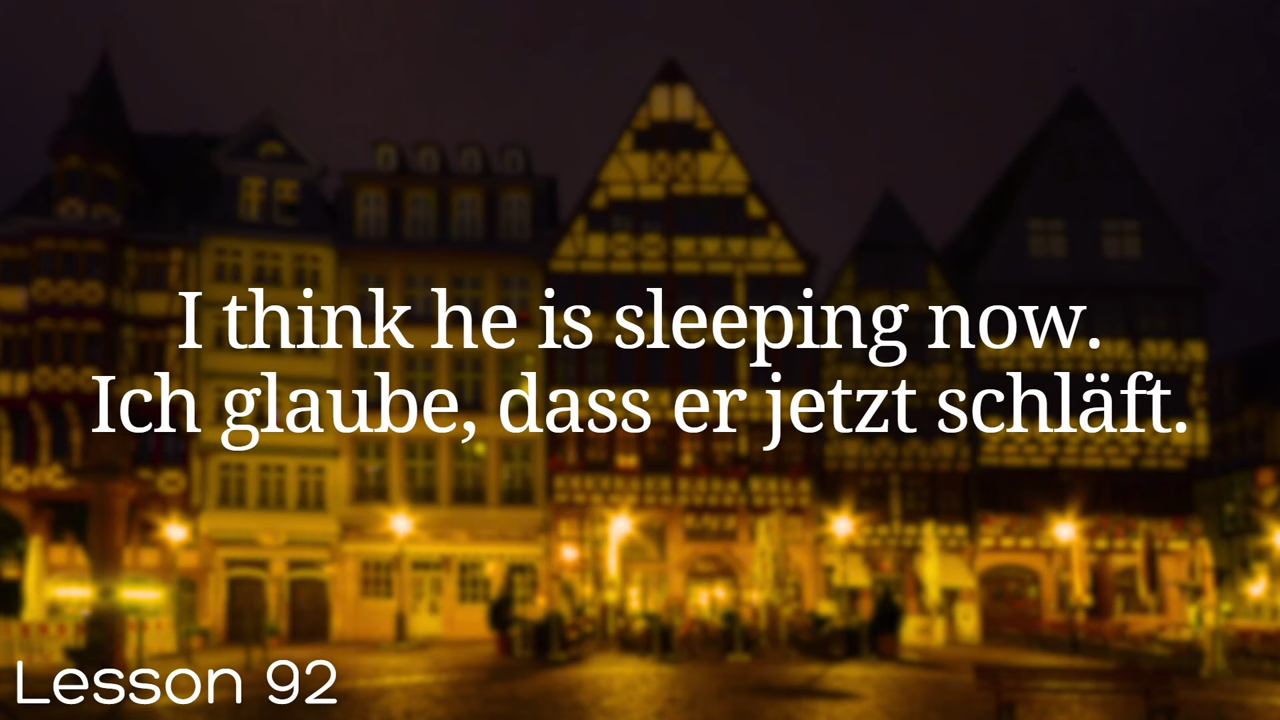 I think he is sleeping now.
Ich glaube, dass er jetzt schläft.
Lesson 92